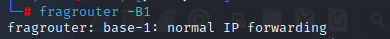 └─# fragrouter -B1
fragrouter: base-1: normal IP forwarding